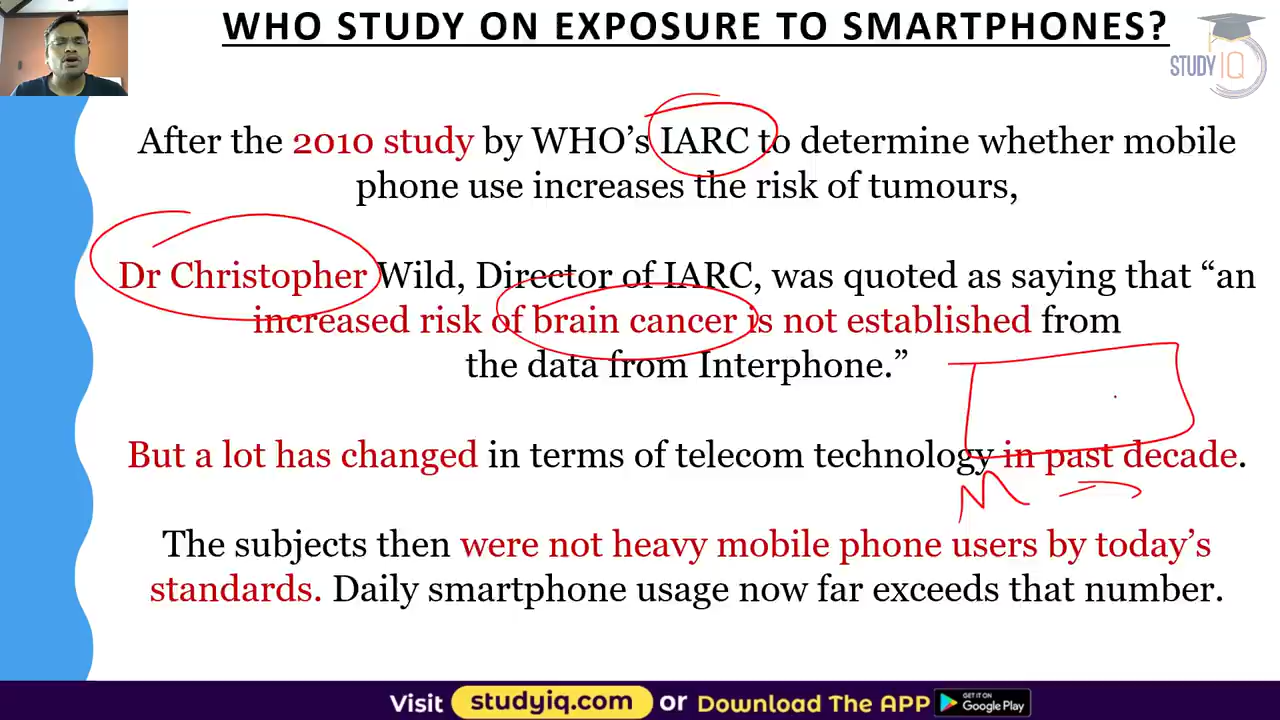 WHO STUDY ON EXPOSURE TO SMARTPHONES?
STUDY IQ
After the 2010 study by WHO’s IARC to determine whether mobile
phone use increases the risk of tumours,
Dr Christopher Wild, Director of IARC, was quoted as saying that “an
increased risk of brain cancer is not established from
the data from Interphone.”
But a lot has changed in terms of telecom technology in past decade.
M
The subjects then were not heavy mobile phone users by today’s
standards. Daily smartphone usage now far exceeds that number.
Visit studyiq.com or Download The APP GET IT ON Google Play